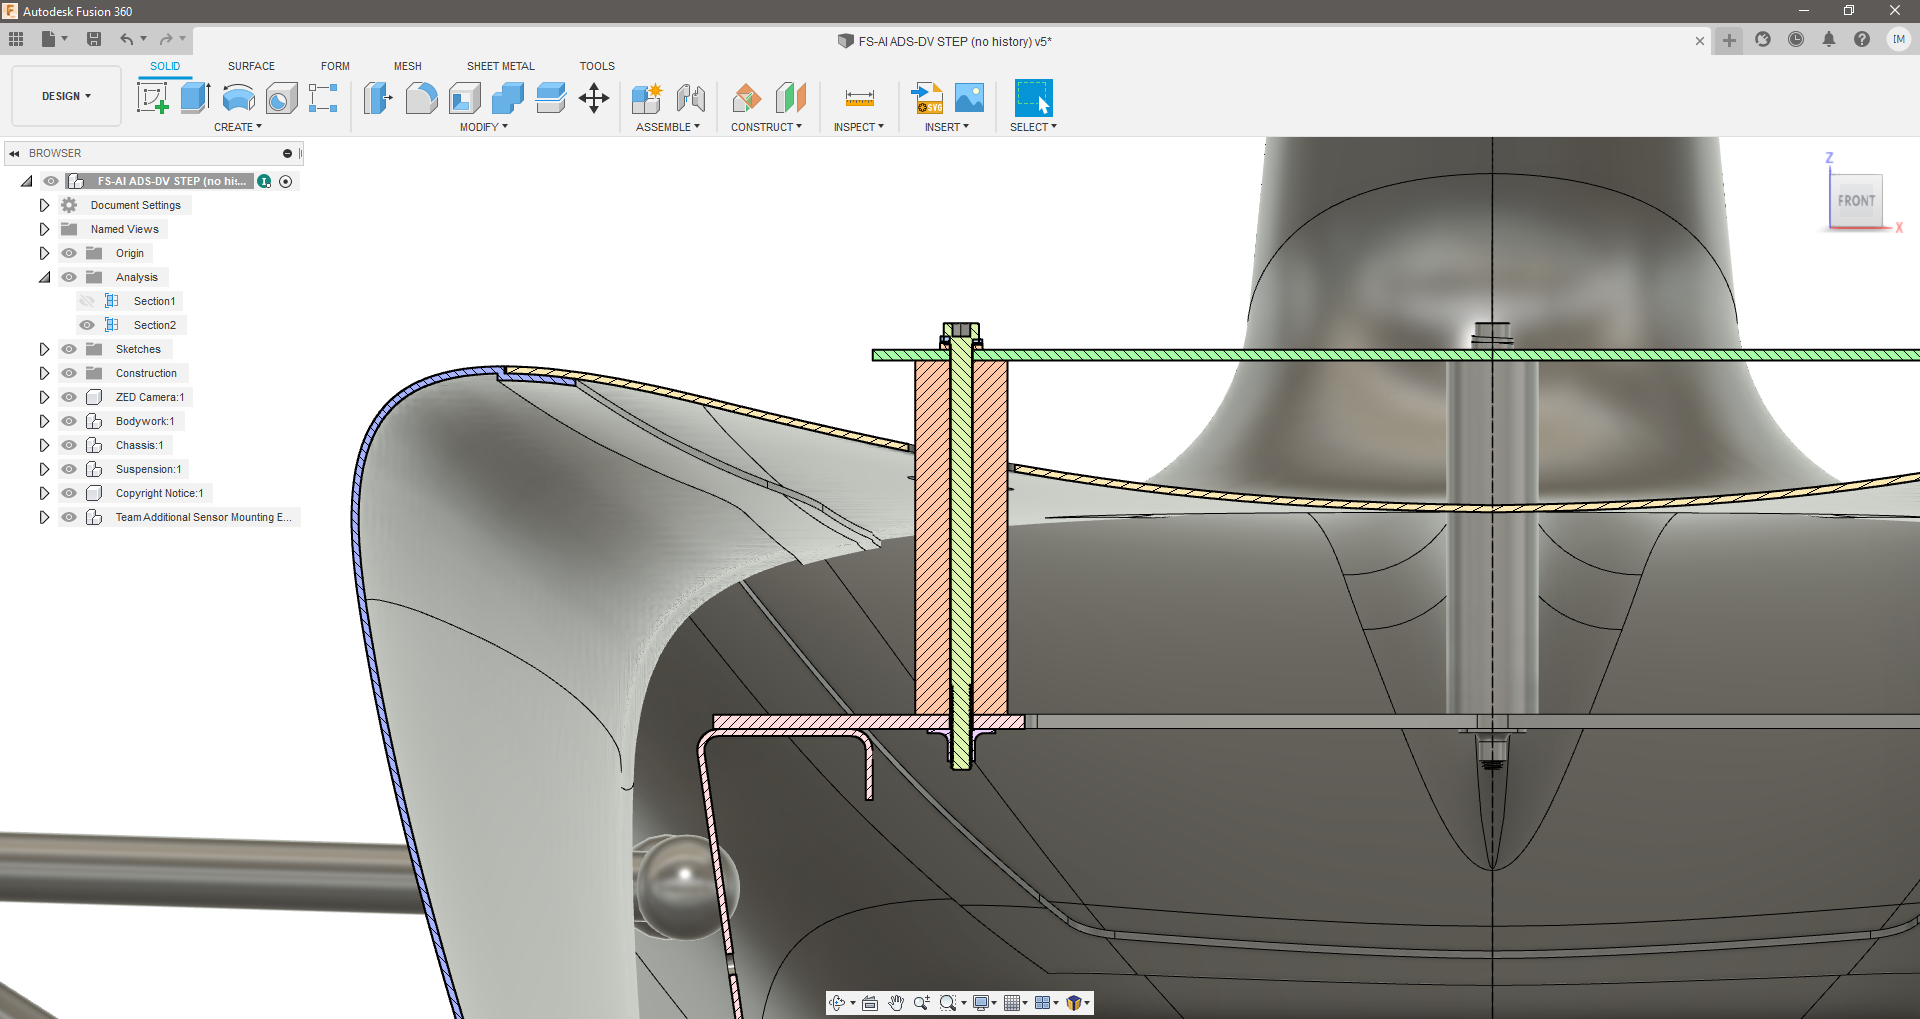 Autodesk Fusion 360
FS-AI ADS-DV STEP (no history) v5*
IM
DESIGN
SOLID
SURFACE
FORM
MESH
SHEET METAL
TOOLS
CREATE
MODIFY
ASSEMBLE
CONSTRUCT
INSPECT
SVG
INSERT
SELECT
BROWSER
FS-AI ADS-DV STEP (no his...
Document Settings
Named Views
Origin
Analysis
Section1
Section2
Sketches
Construction
ZED Camera:1
Bodywork:1
Chassis:1
Suspension:1
Copyright Notice:1
Team Additional Sensor Mounting E...
Z
FRONT
X